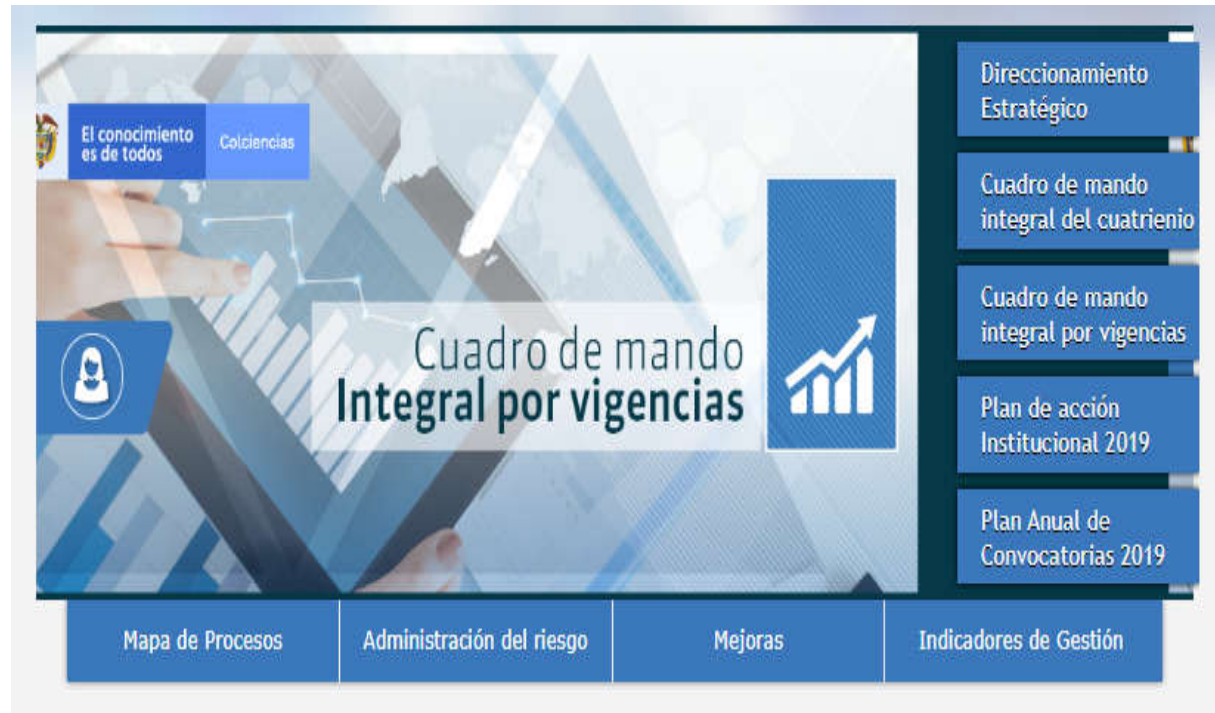 El conocimiento
es de todos
Colciencias
Cuadro de mando
Integral por vigencias
Direccionamiento
Estratégico
Cuadro de mando
integral del cuatrienio
Cuadro de mando
integral por vigencias
Plan de acción
Institucional 2019
Plan Anual de
Convocatorias 2019
Mapa de Procesos
Administración del riesgo
Mejoras
Indicadores de Gestión